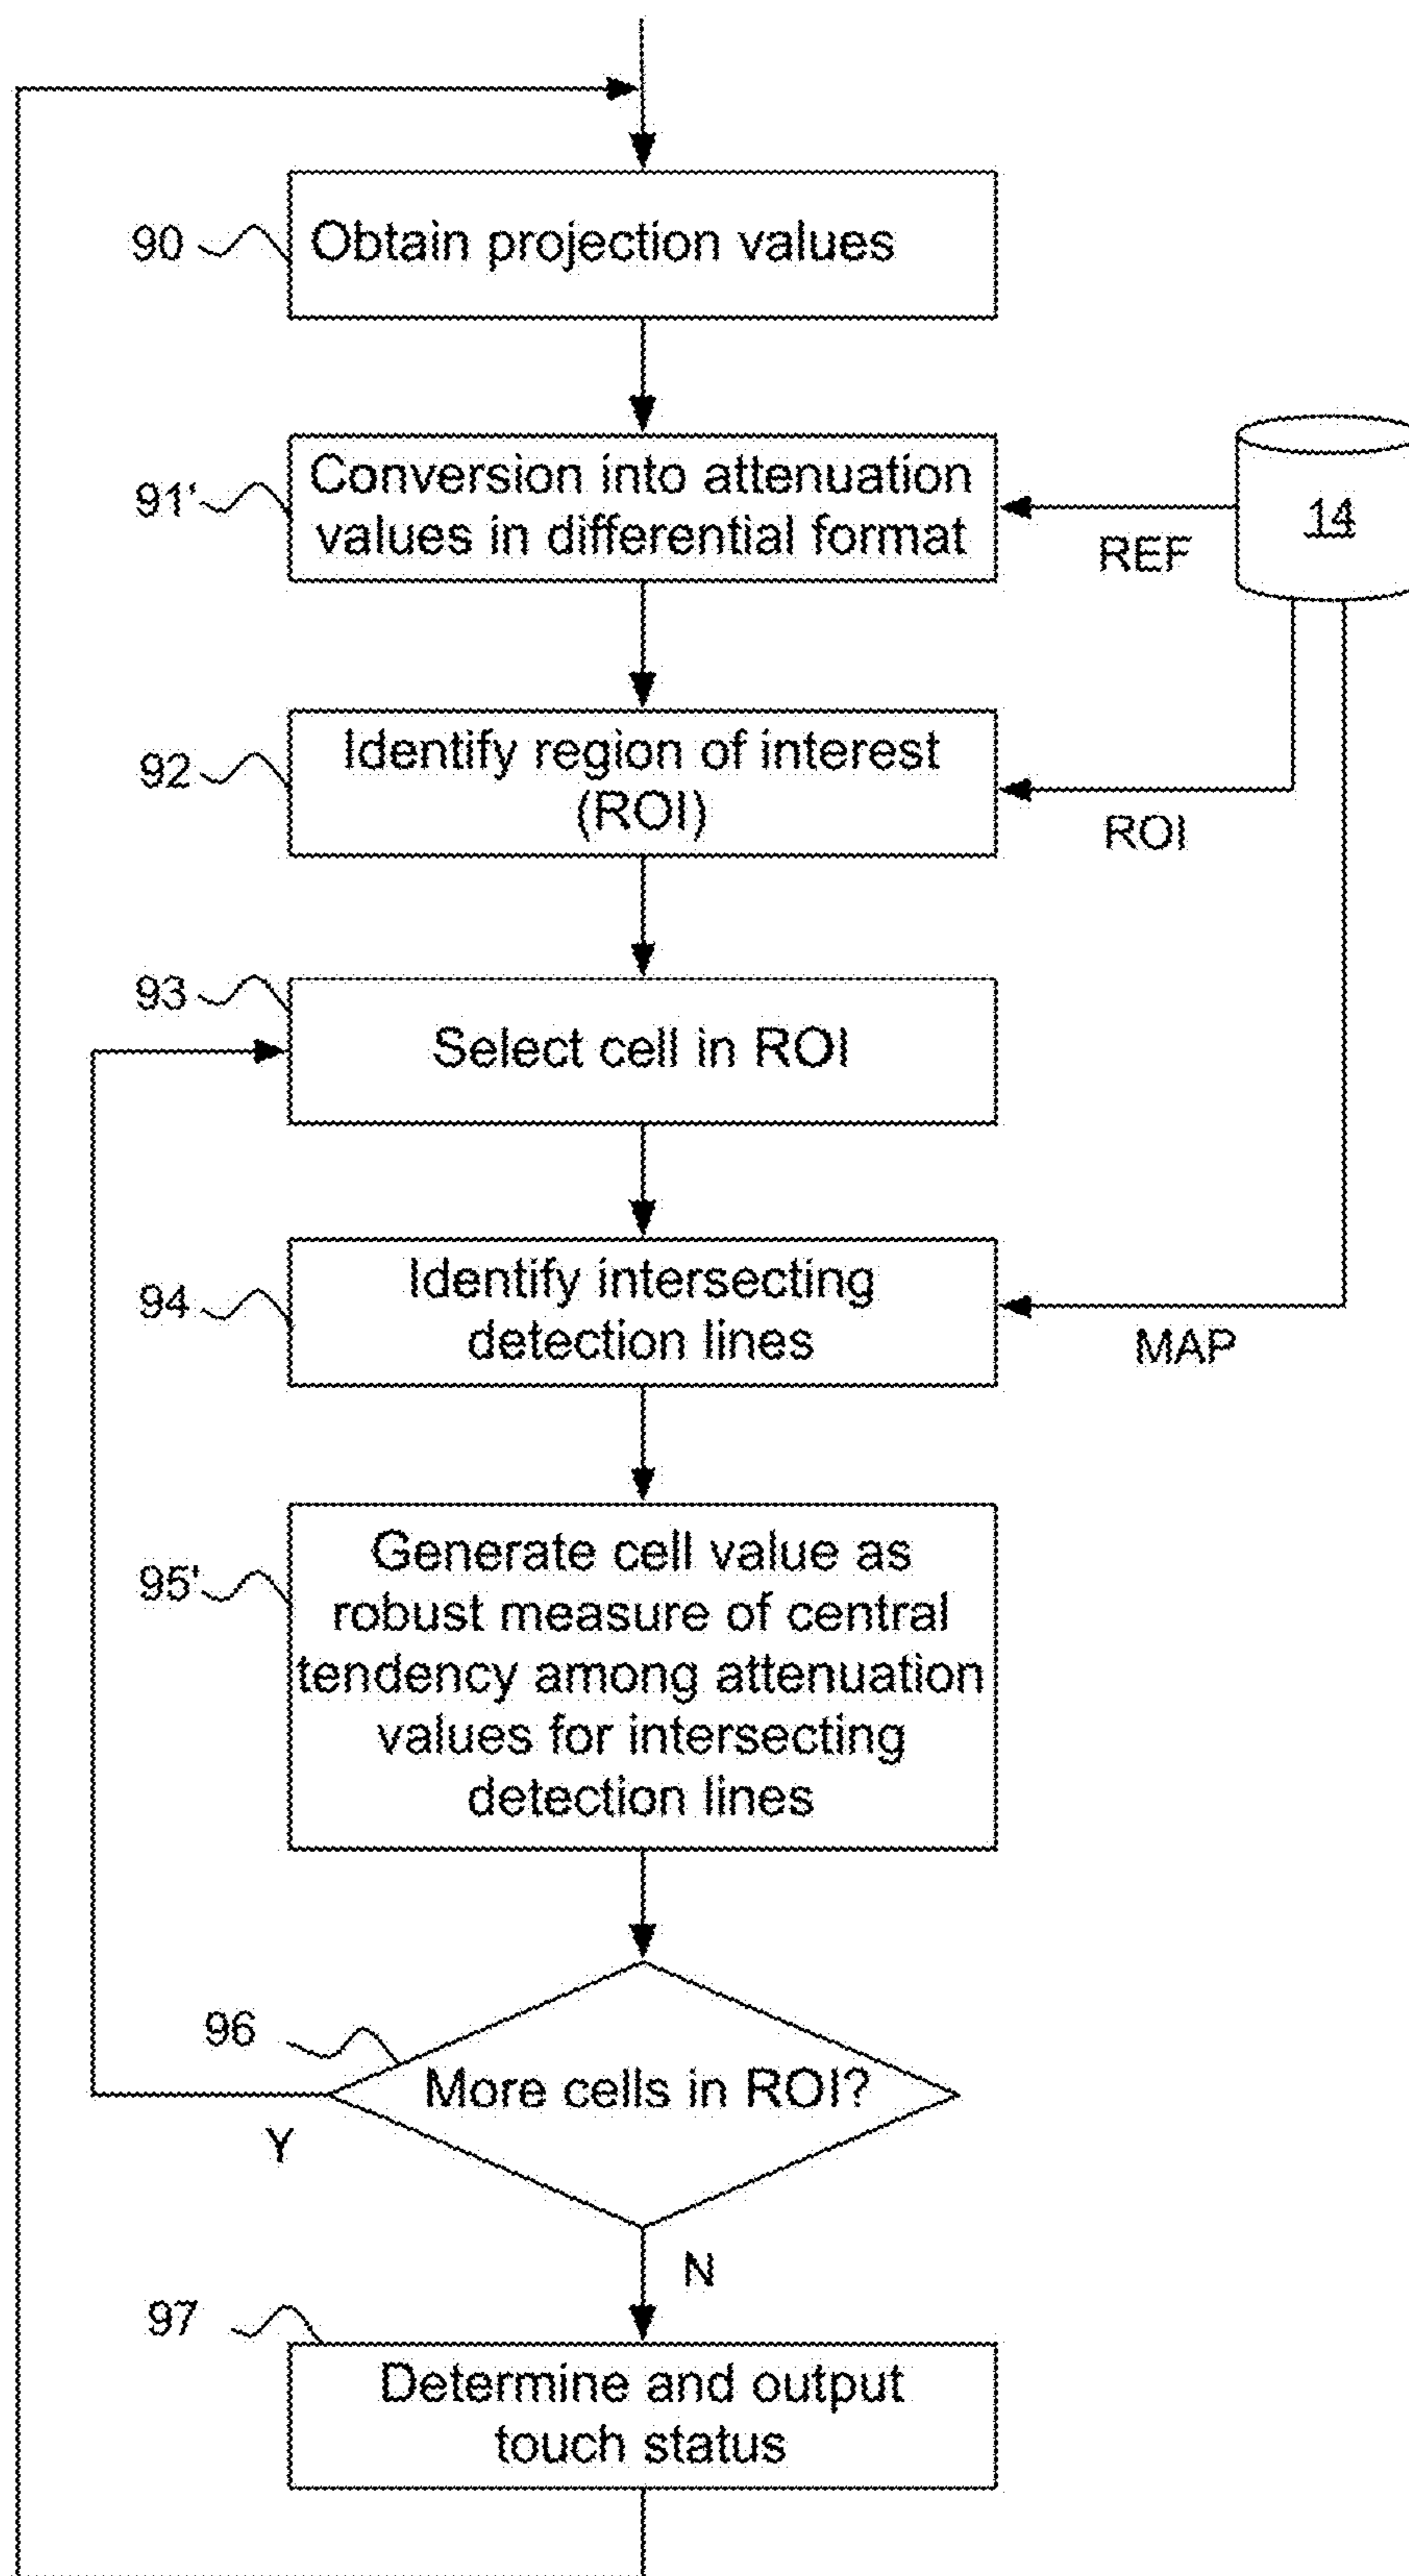 90
Obtain projection values
91'
Conversion into attenuation
values in differential format
14
REF
92
Identify region of interest
(ROI)
ROI
93
Select cell in ROI
94
Identify intersecting
detection lines
MAP
95'
Generate cell value as
robust measure of central
tendency among attenuation
values for intersecting
detection lines
96
More cells in ROI?
Y
N
97
Determine and output
touch status